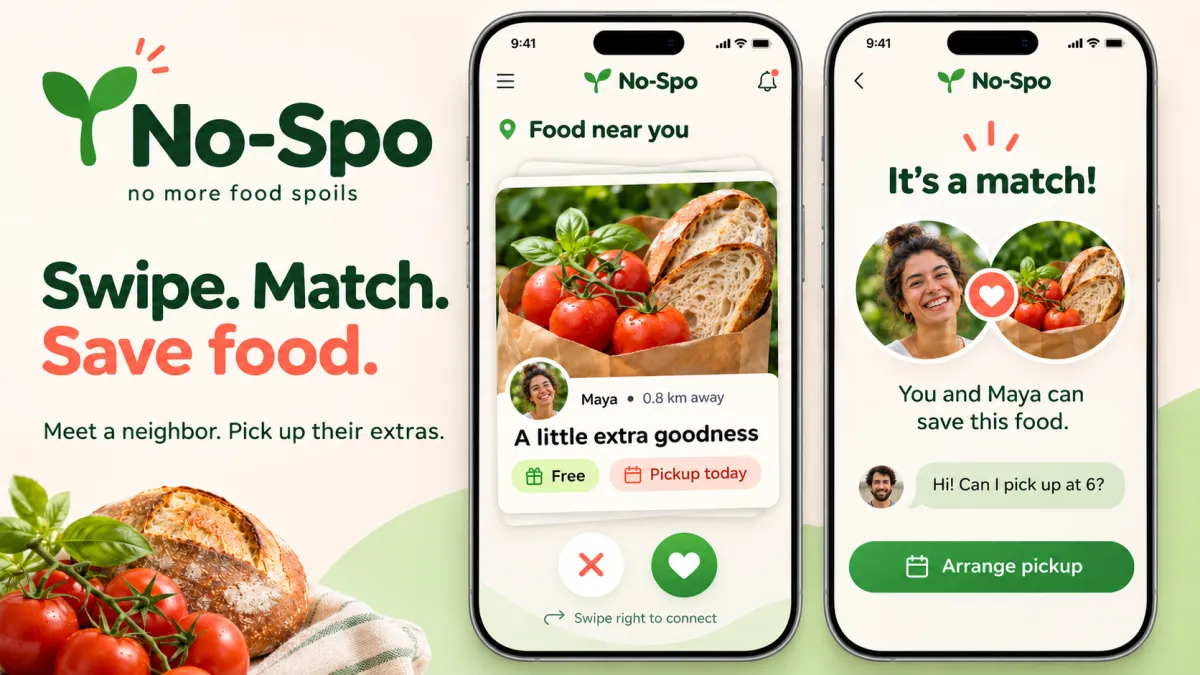 No-Spo
no more food spoils
Swipe. Match.
Save food.
Meet a neighbor. Pick up their extras.
9:41
No-Spo
Food near you
Maya • 0.8 km away
A little extra goodness
Free
Pickup today
Swipe right to connect
9:41
No-Spo
It's a match!
You and Maya can
save this food.
Hi! Can I pick up at 6?
Arrange pickup